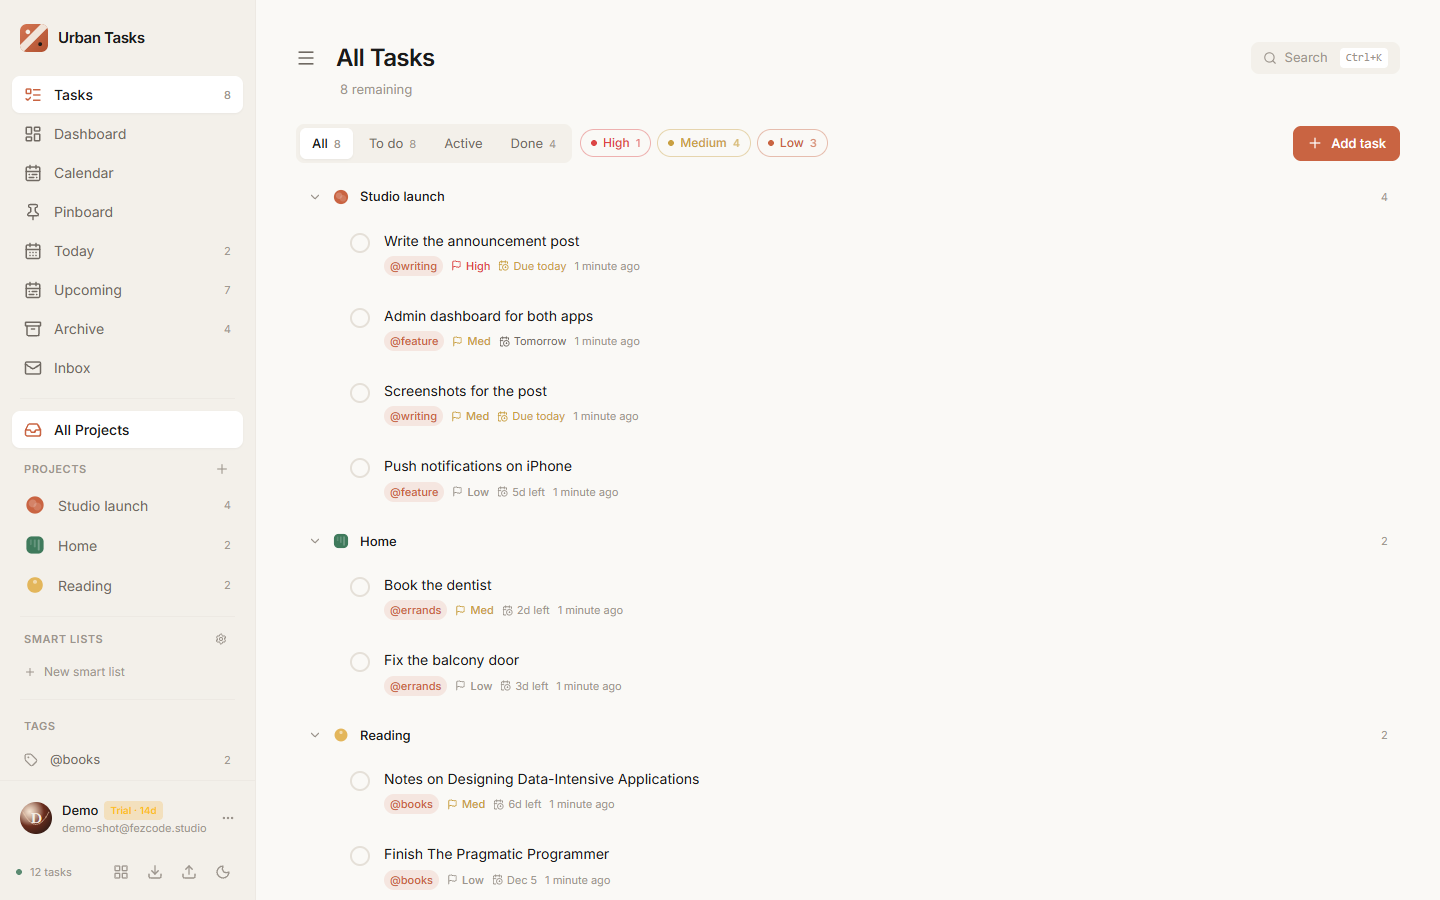 Urban Tasks
Tasks 8
Dashboard
Calendar
Pinboard
Today 2
Upcoming 7
Archive 4
Inbox
All Projects
PROJECTS
Studio launch 4
Home 2
Reading 2
SMART LISTS
New smart list
TAGS
@books 2
D
Demo Trial · 14d
demo-shot@fezcode.studio
12 tasks
All Tasks
8 remaining
Search Ctrl+K
All 8 To do 8 Active Done 4 High 1 Medium 4 Low 3
Add task
Studio launch 4
Write the announcement post
@writing High Due today 1 minute ago
Admin dashboard for both apps
@feature Med Tomorrow 1 minute ago
Screenshots for the post
@writing Med Due today 1 minute ago
Push notifications on iPhone
@feature Low 5d left 1 minute ago
Home 2
Book the dentist
@errands Med 2d left 1 minute ago
Fix the balcony door
@errands Low 3d left 1 minute ago
Reading 2
Notes on Designing Data-Intensive Applications
@books Med 6d left 1 minute ago
Finish The Pragmatic Programmer
@books Low Dec 5 1 minute ago